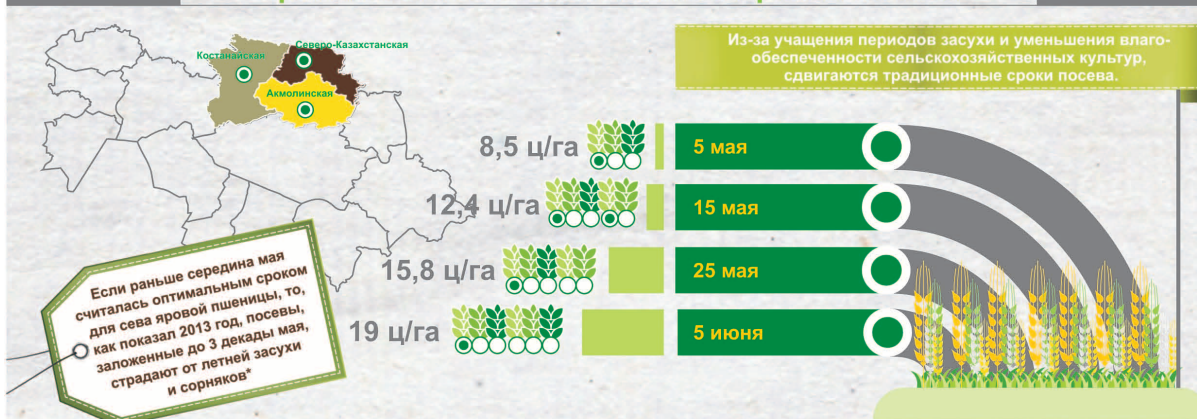 Костанайская
Северо-Казахстанская
Акмолинская
Из-за учащения периодов засухи и уменьшения влаго-
обеспеченности сельскохозяйственных культур,
сдвигаются традиционные сроки посева.
8,5 ц/га
5 мая
12,4 ц/га
15 мая
15,8 ц/га
25 мая
19 ц/га
5 июня
Если раньше середина мая
считалась оптимальным сроком
для сева яровой пшеницы, то,
как показал 2013 год, посевы,
заложенные до 3 декады мая,
страдают от летней засухи
и сорняков*